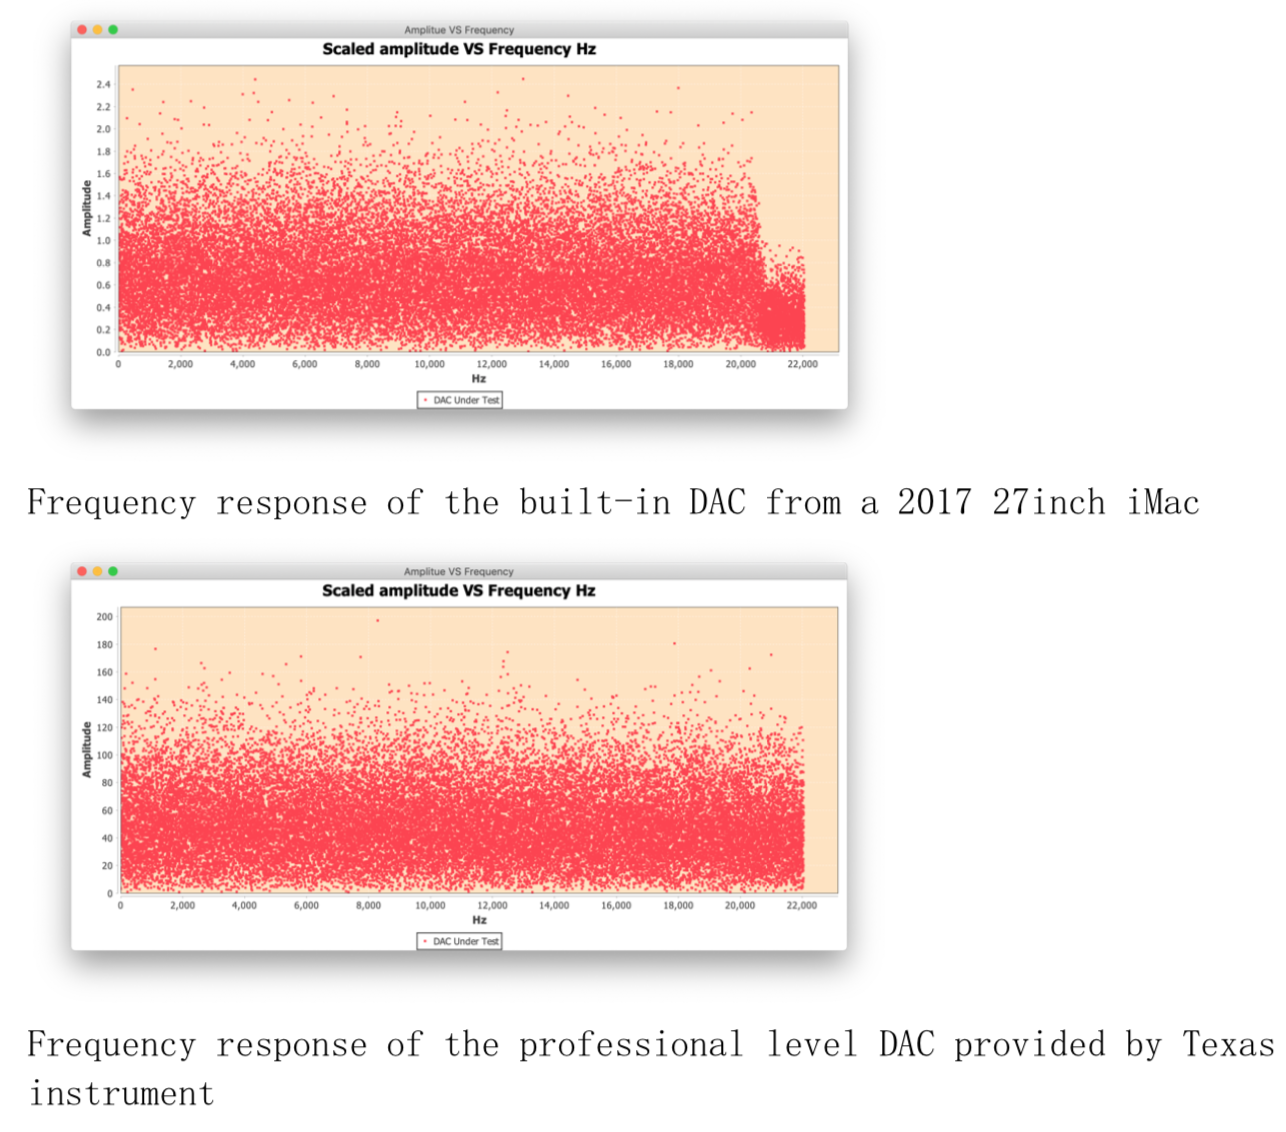 Amplitue VS Frequency
Scaled amplitude VS Frequency Hz
2.4
2.2
2.0
1.8
1.6
1.4
1.2
1.0
0.8
0.6
0.4
0.2
0.0
Amplitude
0 2,000 4,000 6,000 8,000 10,000 12,000 14,000 16,000 18,000 20,000 22,000
Hz
DAC Under Test
Frequency response of the built-in DAC from a 2017 27inch iMac
Amplitue VS Frequency
Scaled amplitude VS Frequency Hz
200
180
160
140
120
100
80
60
40
20
0
Amplitude
0 2,000 4,000 6,000 8,000 10,000 12,000 14,000 16,000 18,000 20,000 22,000
Hz
DAC Under Test
Frequency response of the professional level DAC provided by Texas
instrument